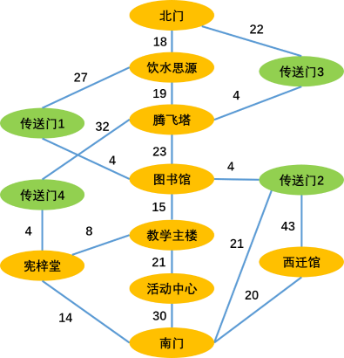 北门
22
18
饮水思源
传送门3
27
19
4
传送门1
32
腾飞塔
4
23
传送门4
图书馆
4
传送门2
4
15
8
教学主楼
43
宪梓堂
21
21
西迁馆
活动中心
14
30
20
南门